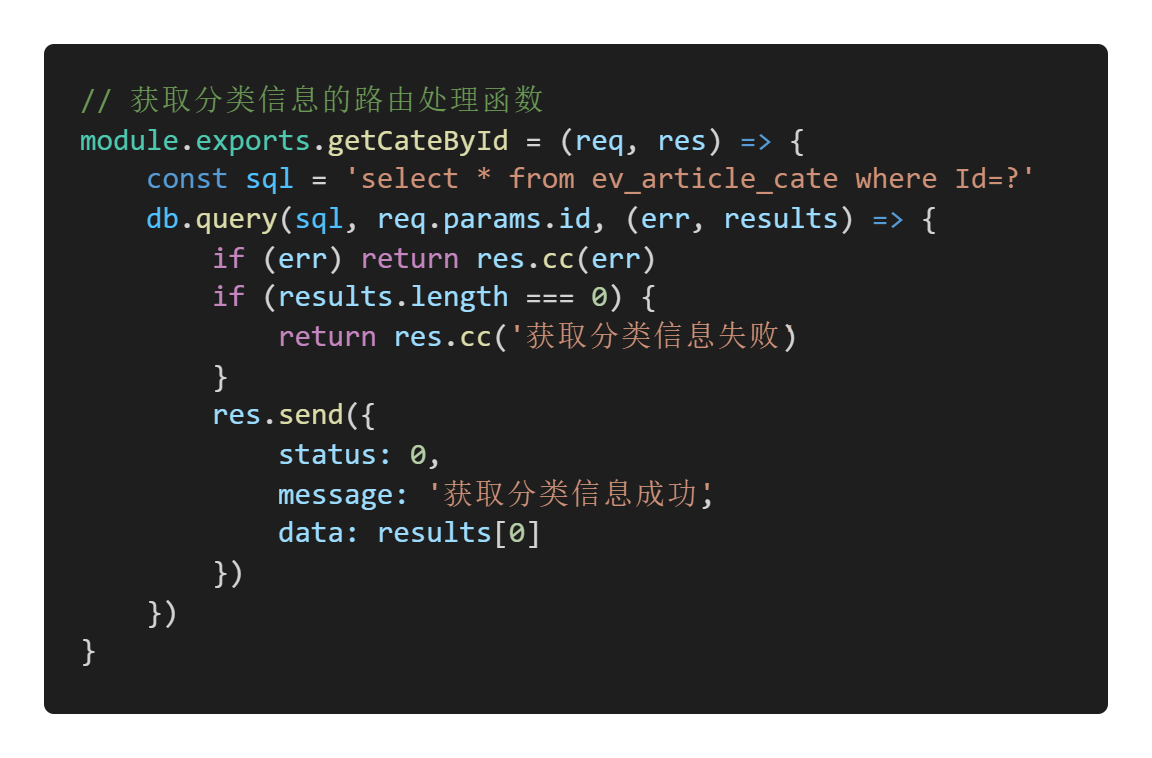 // 获取分类信息的路由处理函数
module.exports.getCateById = (req, res) => {
    const sql = 'select * from ev_article_cate where Id=?'
    db.query(sql, req.params.id, (err, results) => {
        if (err) return res.cc(err)
        if (results.length === 0) {
            return res.cc('获取分类信息失败')
        }
        res.send({
            status: 0,
            message: '获取分类信息成功',
            data: results[0]
        })
    })
}